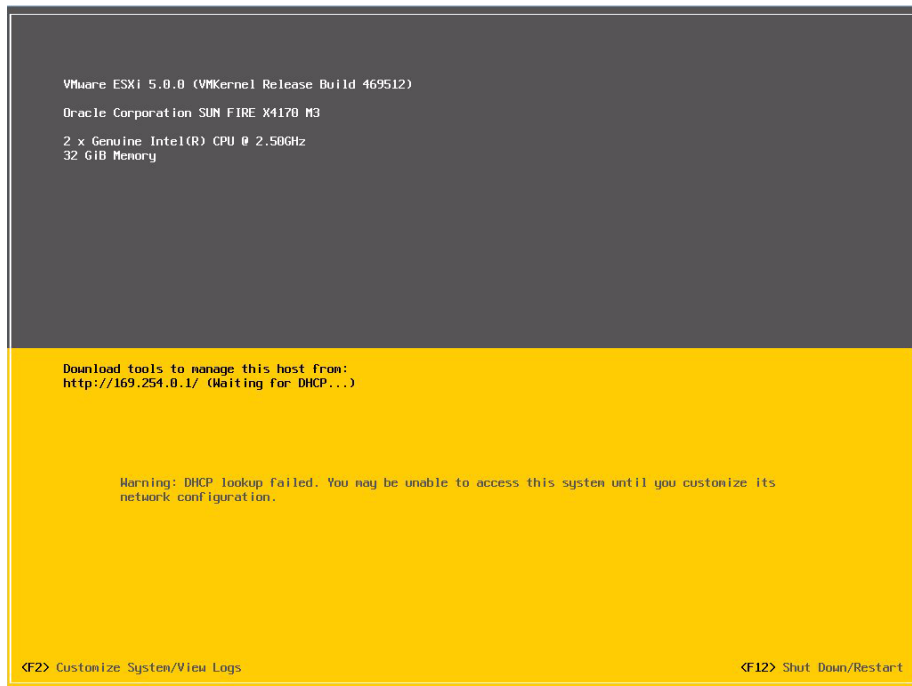 VMware ESXi 5.0.0 (VMKernel Release Build 469512)
Oracle Corporation SUN FIRE X4170 M3
2 x Genuine Intel(R) CPU @ 2.50GHz
32 GiB Memory
Download tools to manage this host from:
http://169.254.0.1/ (Waiting for DHCP...)
Warning: DHCP lookup failed. You may be unable to access this system until you customize its
network configuration.
<F2> Customize System/View Logs
<F12> Shut Down/Restart